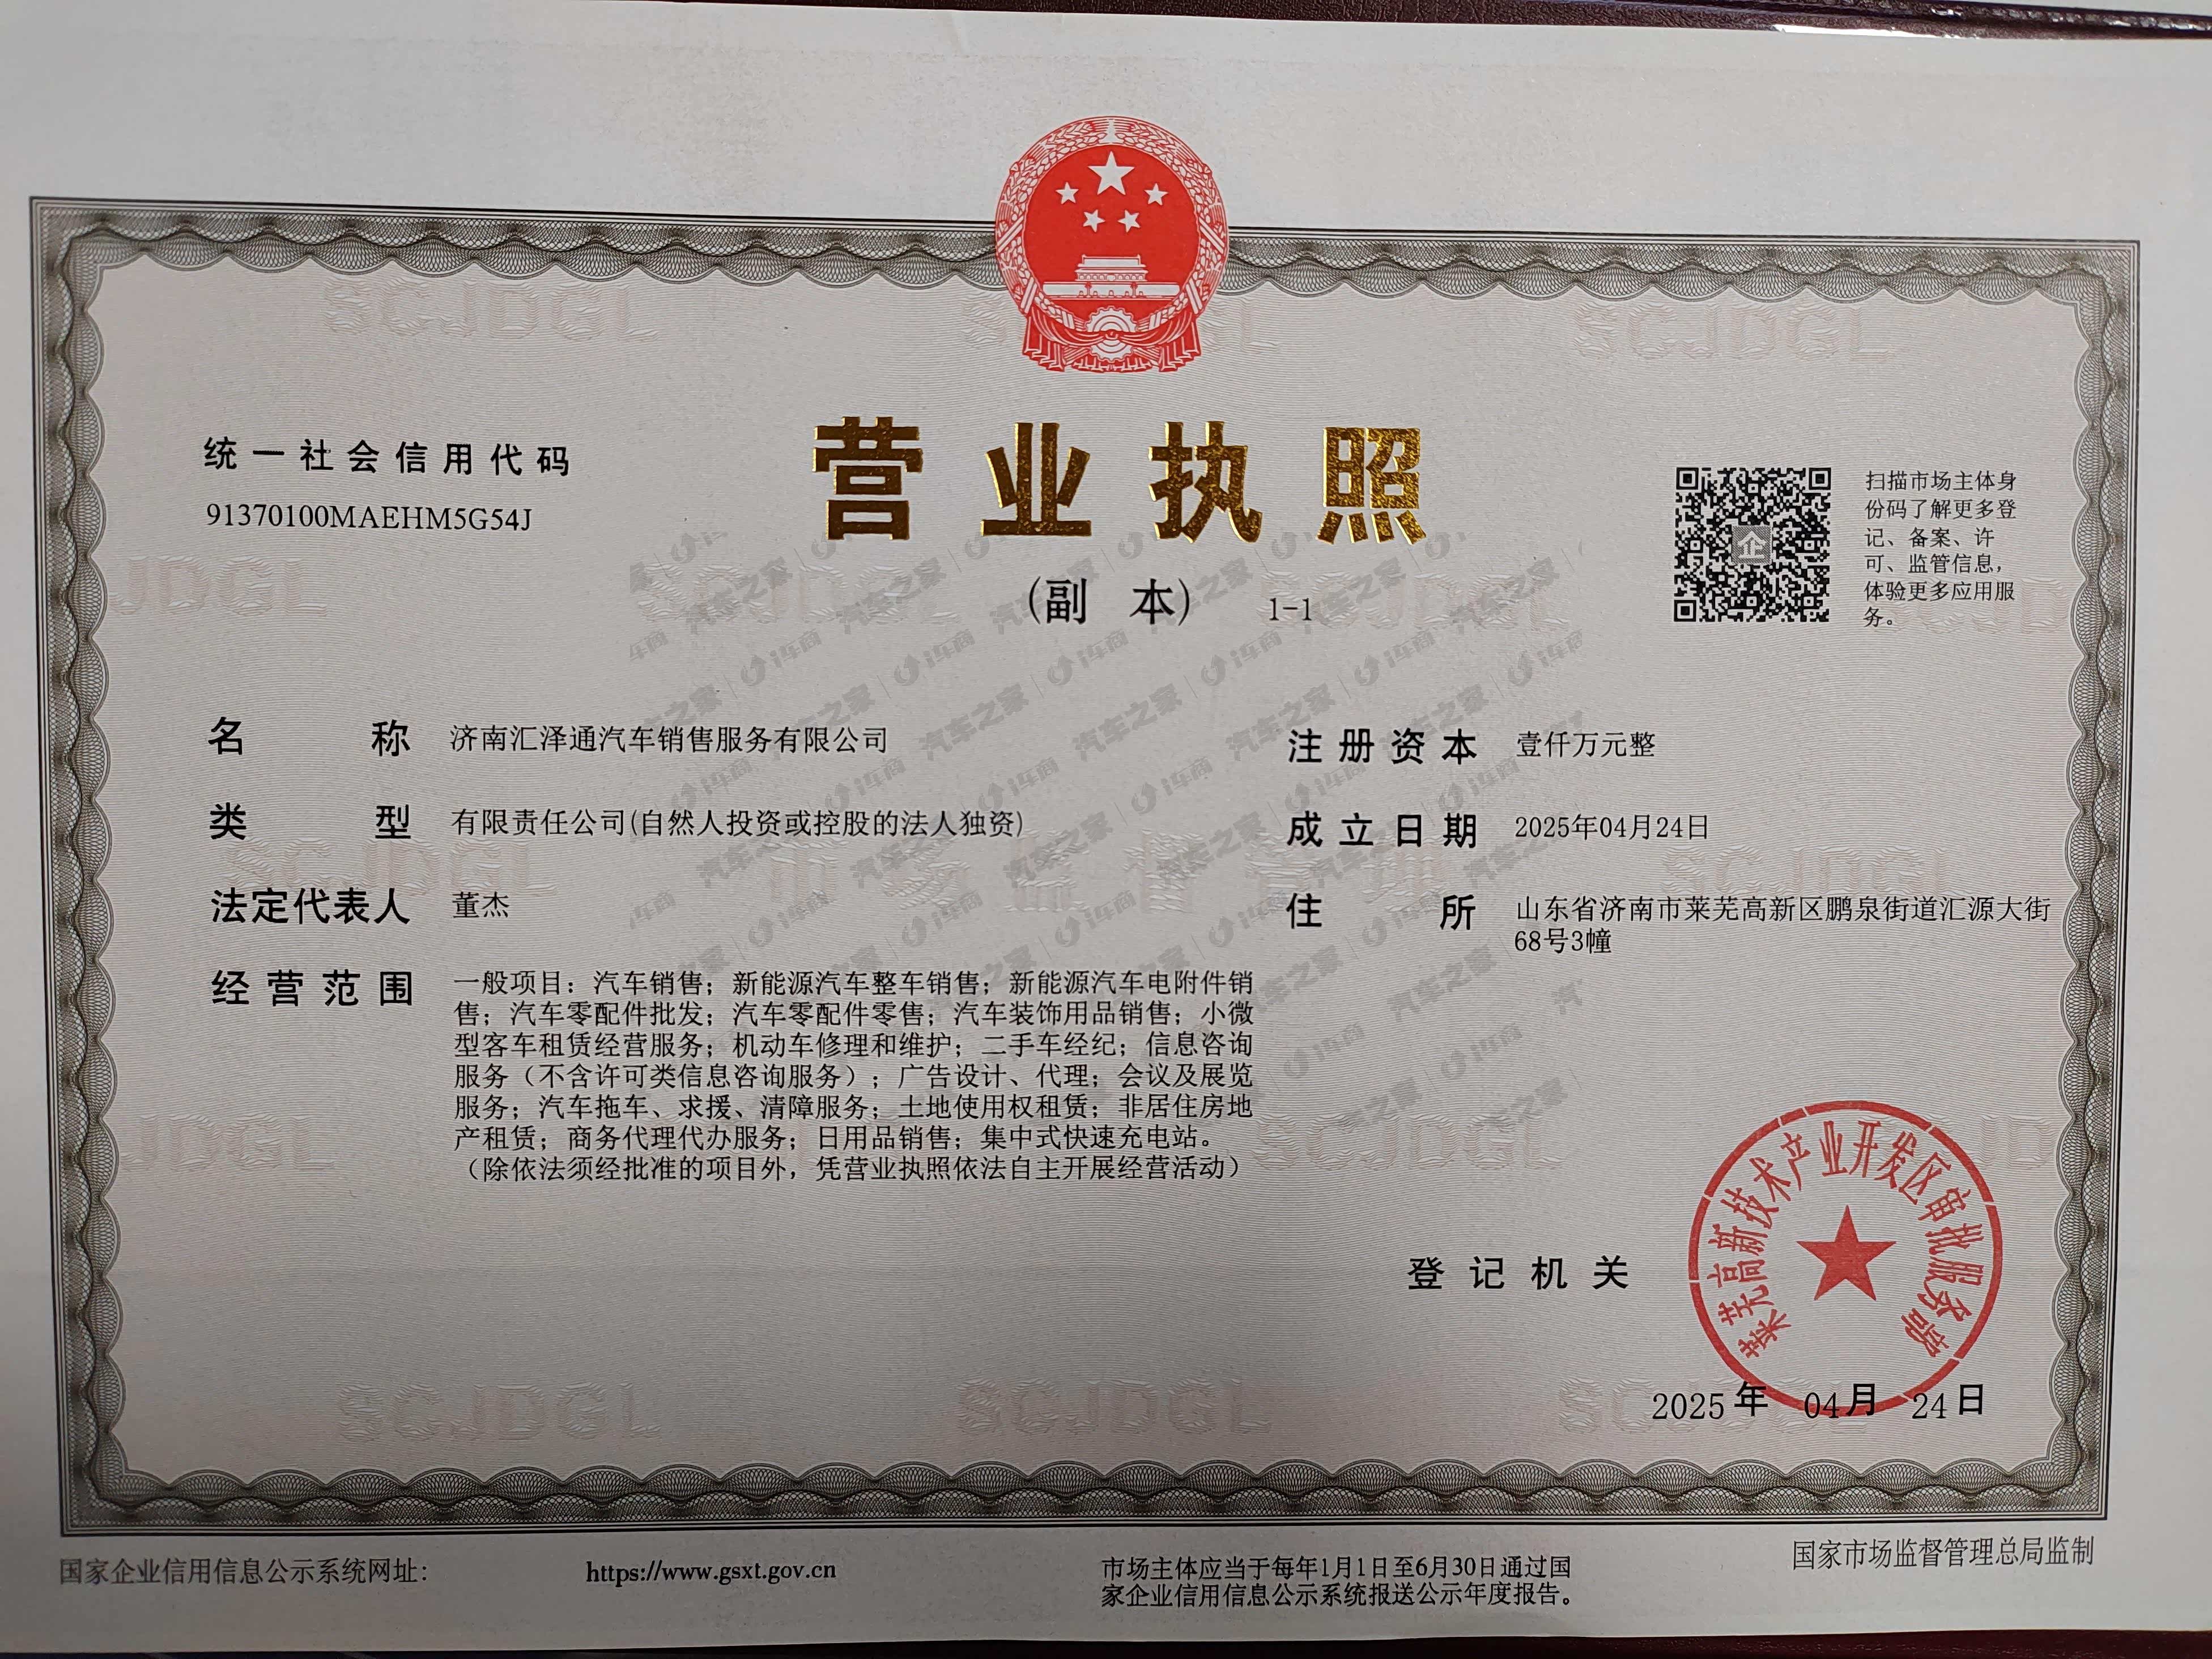 统一社会信用代码
91370100MAEHM5G54J
营业执照
(副 本) 1-1
企
扫描市场主体身
份码了解更多登
记、备案、许
可、监管信息，
体验更多应用服
务。
名 称 济南汇泽通汽车销售服务有限公司
类 型 有限责任公司(自然人投资或控股的法人独资)
法定代表人 董杰
经营范围 一般项目：汽车销售；新能源汽车整车销售；新能源汽车电附件销
售；汽车零配件批发；汽车零配件零售；汽车装饰用品销售；小微
型客车租赁经营服务；机动车修理和维护；二手车经纪；信息咨询
服务（不含许可类信息咨询服务）；广告设计、代理；会议及展览
服务；汽车拖车、求援、清障服务；土地使用权租赁；非居住房地
产租赁；商务代理代办服务；日用品销售；集中式快速充电站。
（除依法须经批准的项目外，凭营业执照依法自主开展经营活动）
注册资本 壹仟万元整
成立日期 2025年04月24日
住 所 山东省济南市莱芜高新区鹏泉街道汇源大街
68号3幢
登记机关
莱芜高新技术产业开发区审批服务部
2025年 04月 24日
国家企业信用信息公示系统网址： https://www.gsxt.gov.cn
市场主体应当于每年1月1日至6月30日通过国
家企业信用信息公示系统报送公示年度报告。
国家市场监督管理总局监制
SCJDGL
汽车之家 | i车商